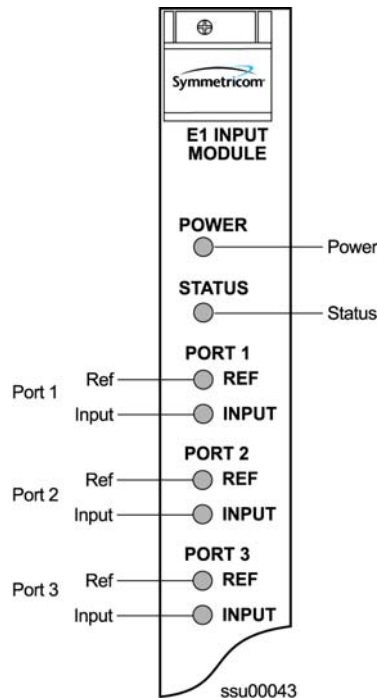 Symmetricom
E1 INPUT
MODULE
POWER
Power
STATUS
Status
PORT 1
Port 1
Ref
REF
Input
INPUT
PORT 2
Port 2
Ref
REF
Input
INPUT
PORT 3
Port 3
Ref
REF
Input
INPUT
ssu00043